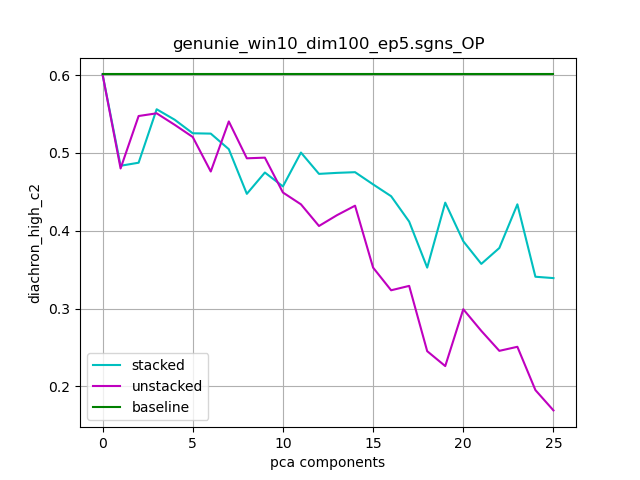 genunie_win10_dim100_ep5.sgns_OP
diachron_high_c2
0.6
0.5
0.4
0.3
0.2
stacked
unstacked
baseline
0 5 10 15 20 25
pca components